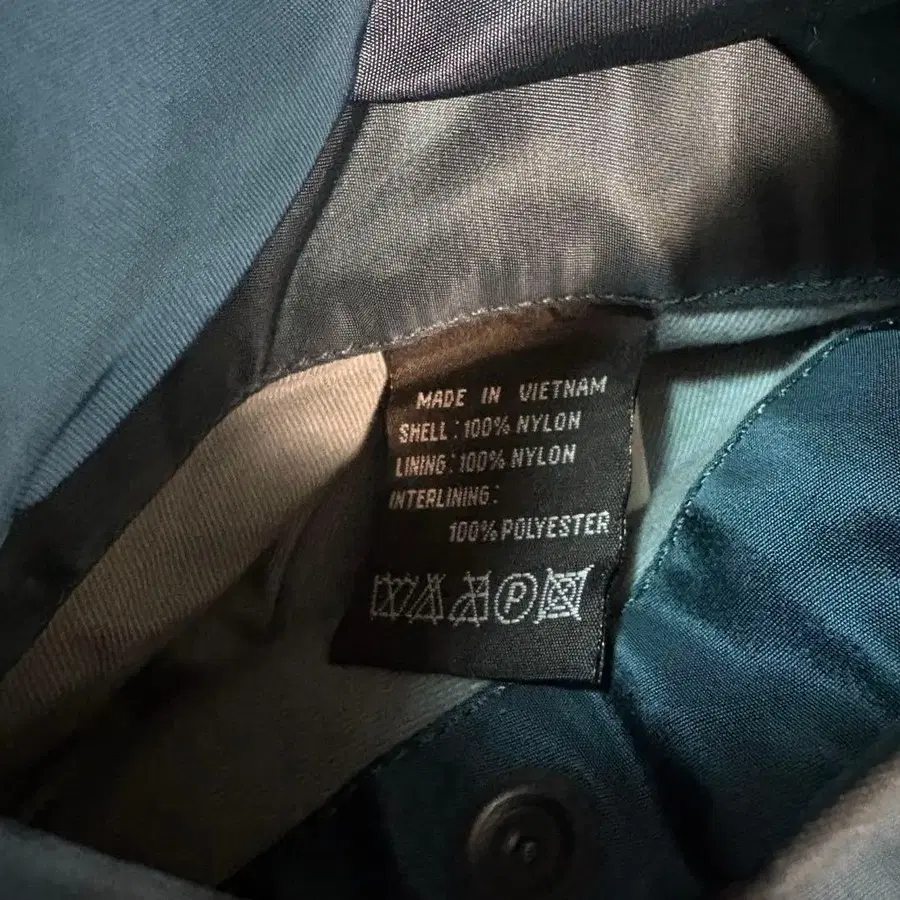 MADE IN VIETNAM
SHELL : 100% NYLON
LINING : 100% NYLON
INTERLINING :
100% POLYESTER
P